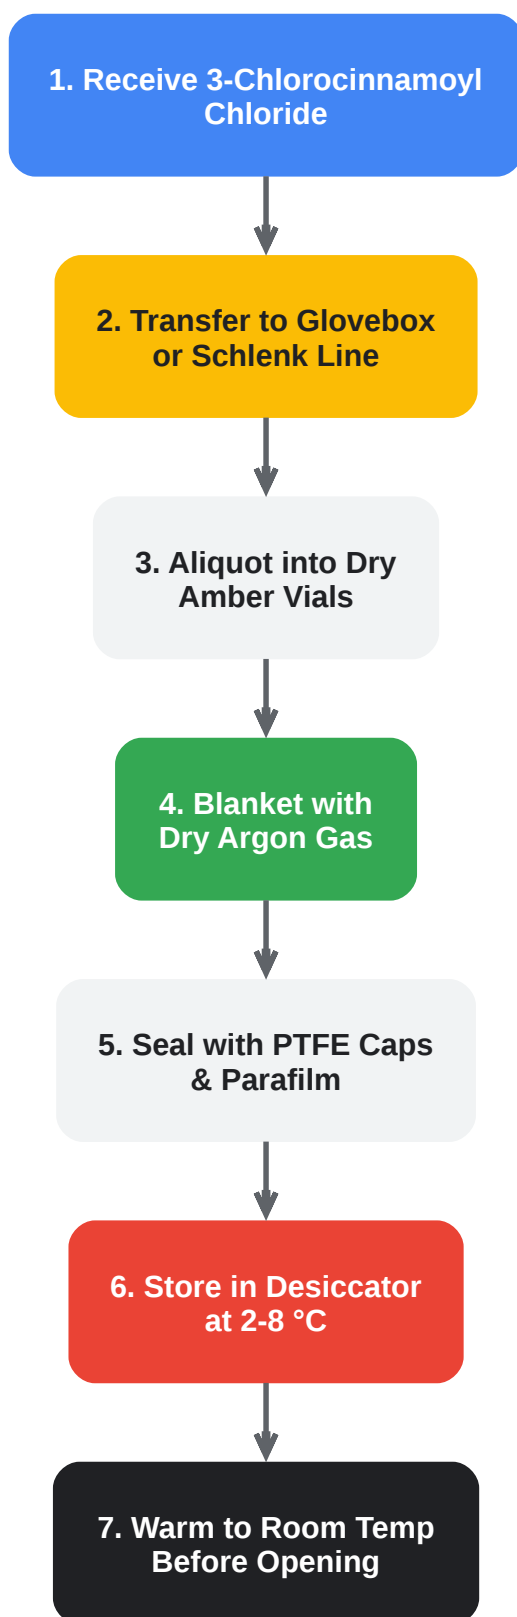 1. Receive 3-Chlorocinnamoyl
Chloride
2. Transfer to Glovebox
or Schlenk Line
3. Aliquot into Dry
Amber Vials
4. Blanket with
Dry Argon Gas
5. Seal with PTFE Caps
& Parafilm
6. Store in Desiccator
at 2-8 °C
7. Warm to Room Temp
Before Opening